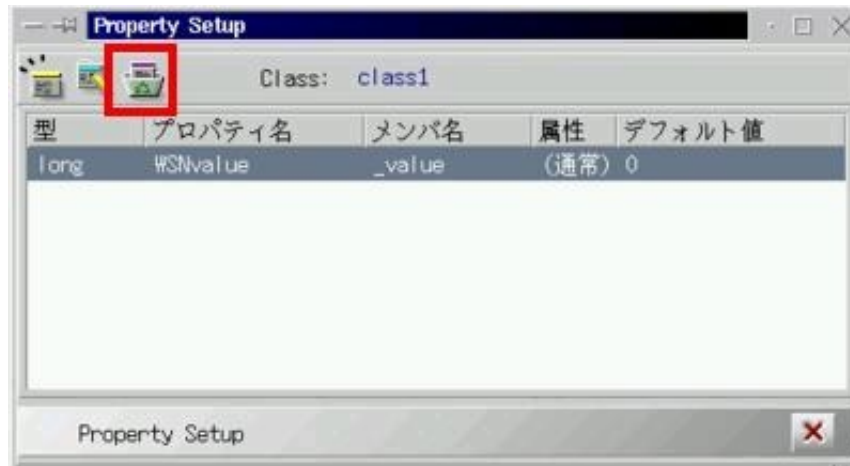 Property Setup
Class: class1
型 プロパティ名 メンバ名 属性 デフォルト値
long WSNvalue _value (通常) 0
Property Setup